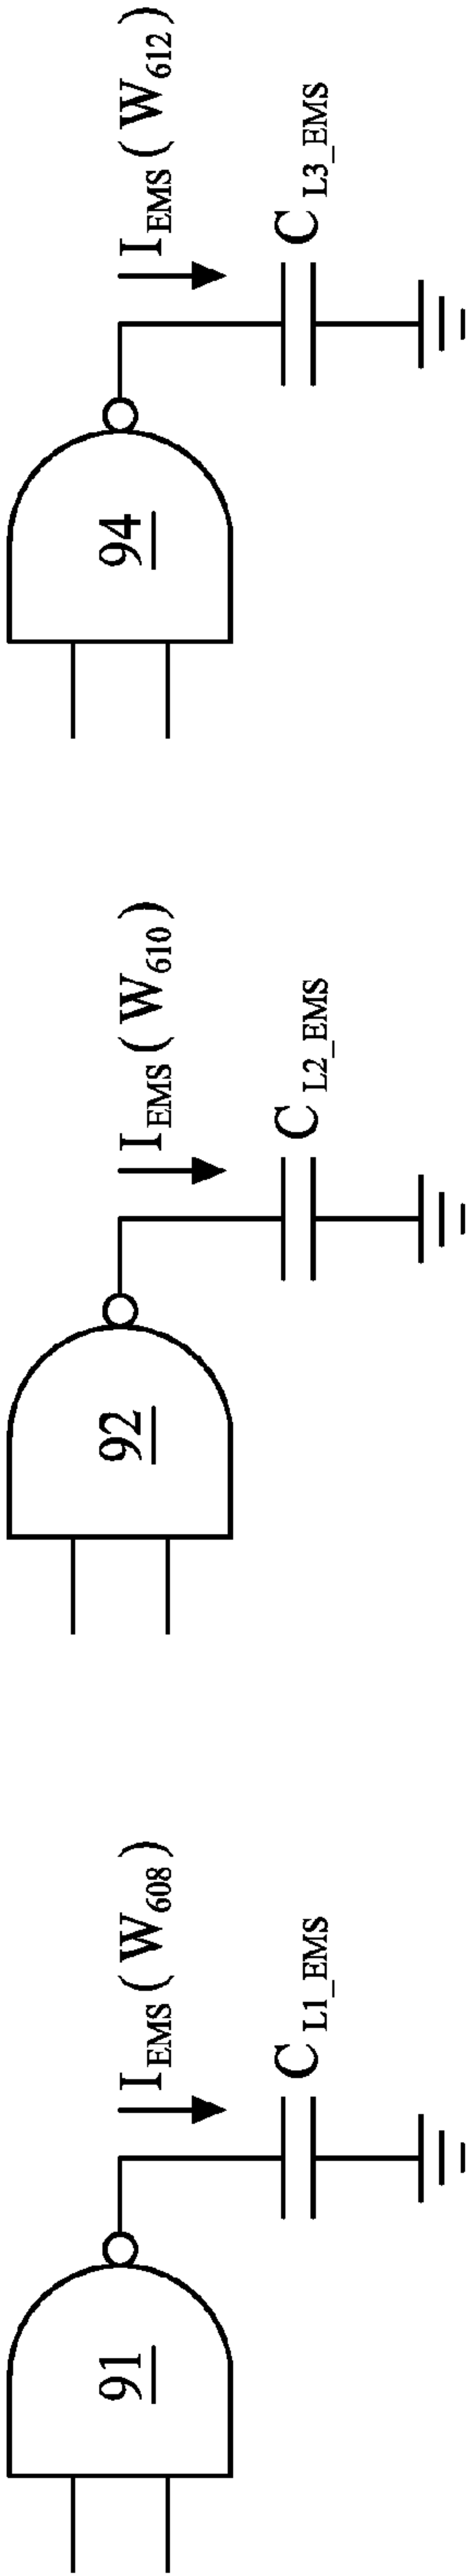 91
I_EMS ( W_608 )
C_L1_EMS
92
I_EMS ( W_610 )
C_L2_EMS
94
I_EMS ( W_612 )
C_L3_EMS